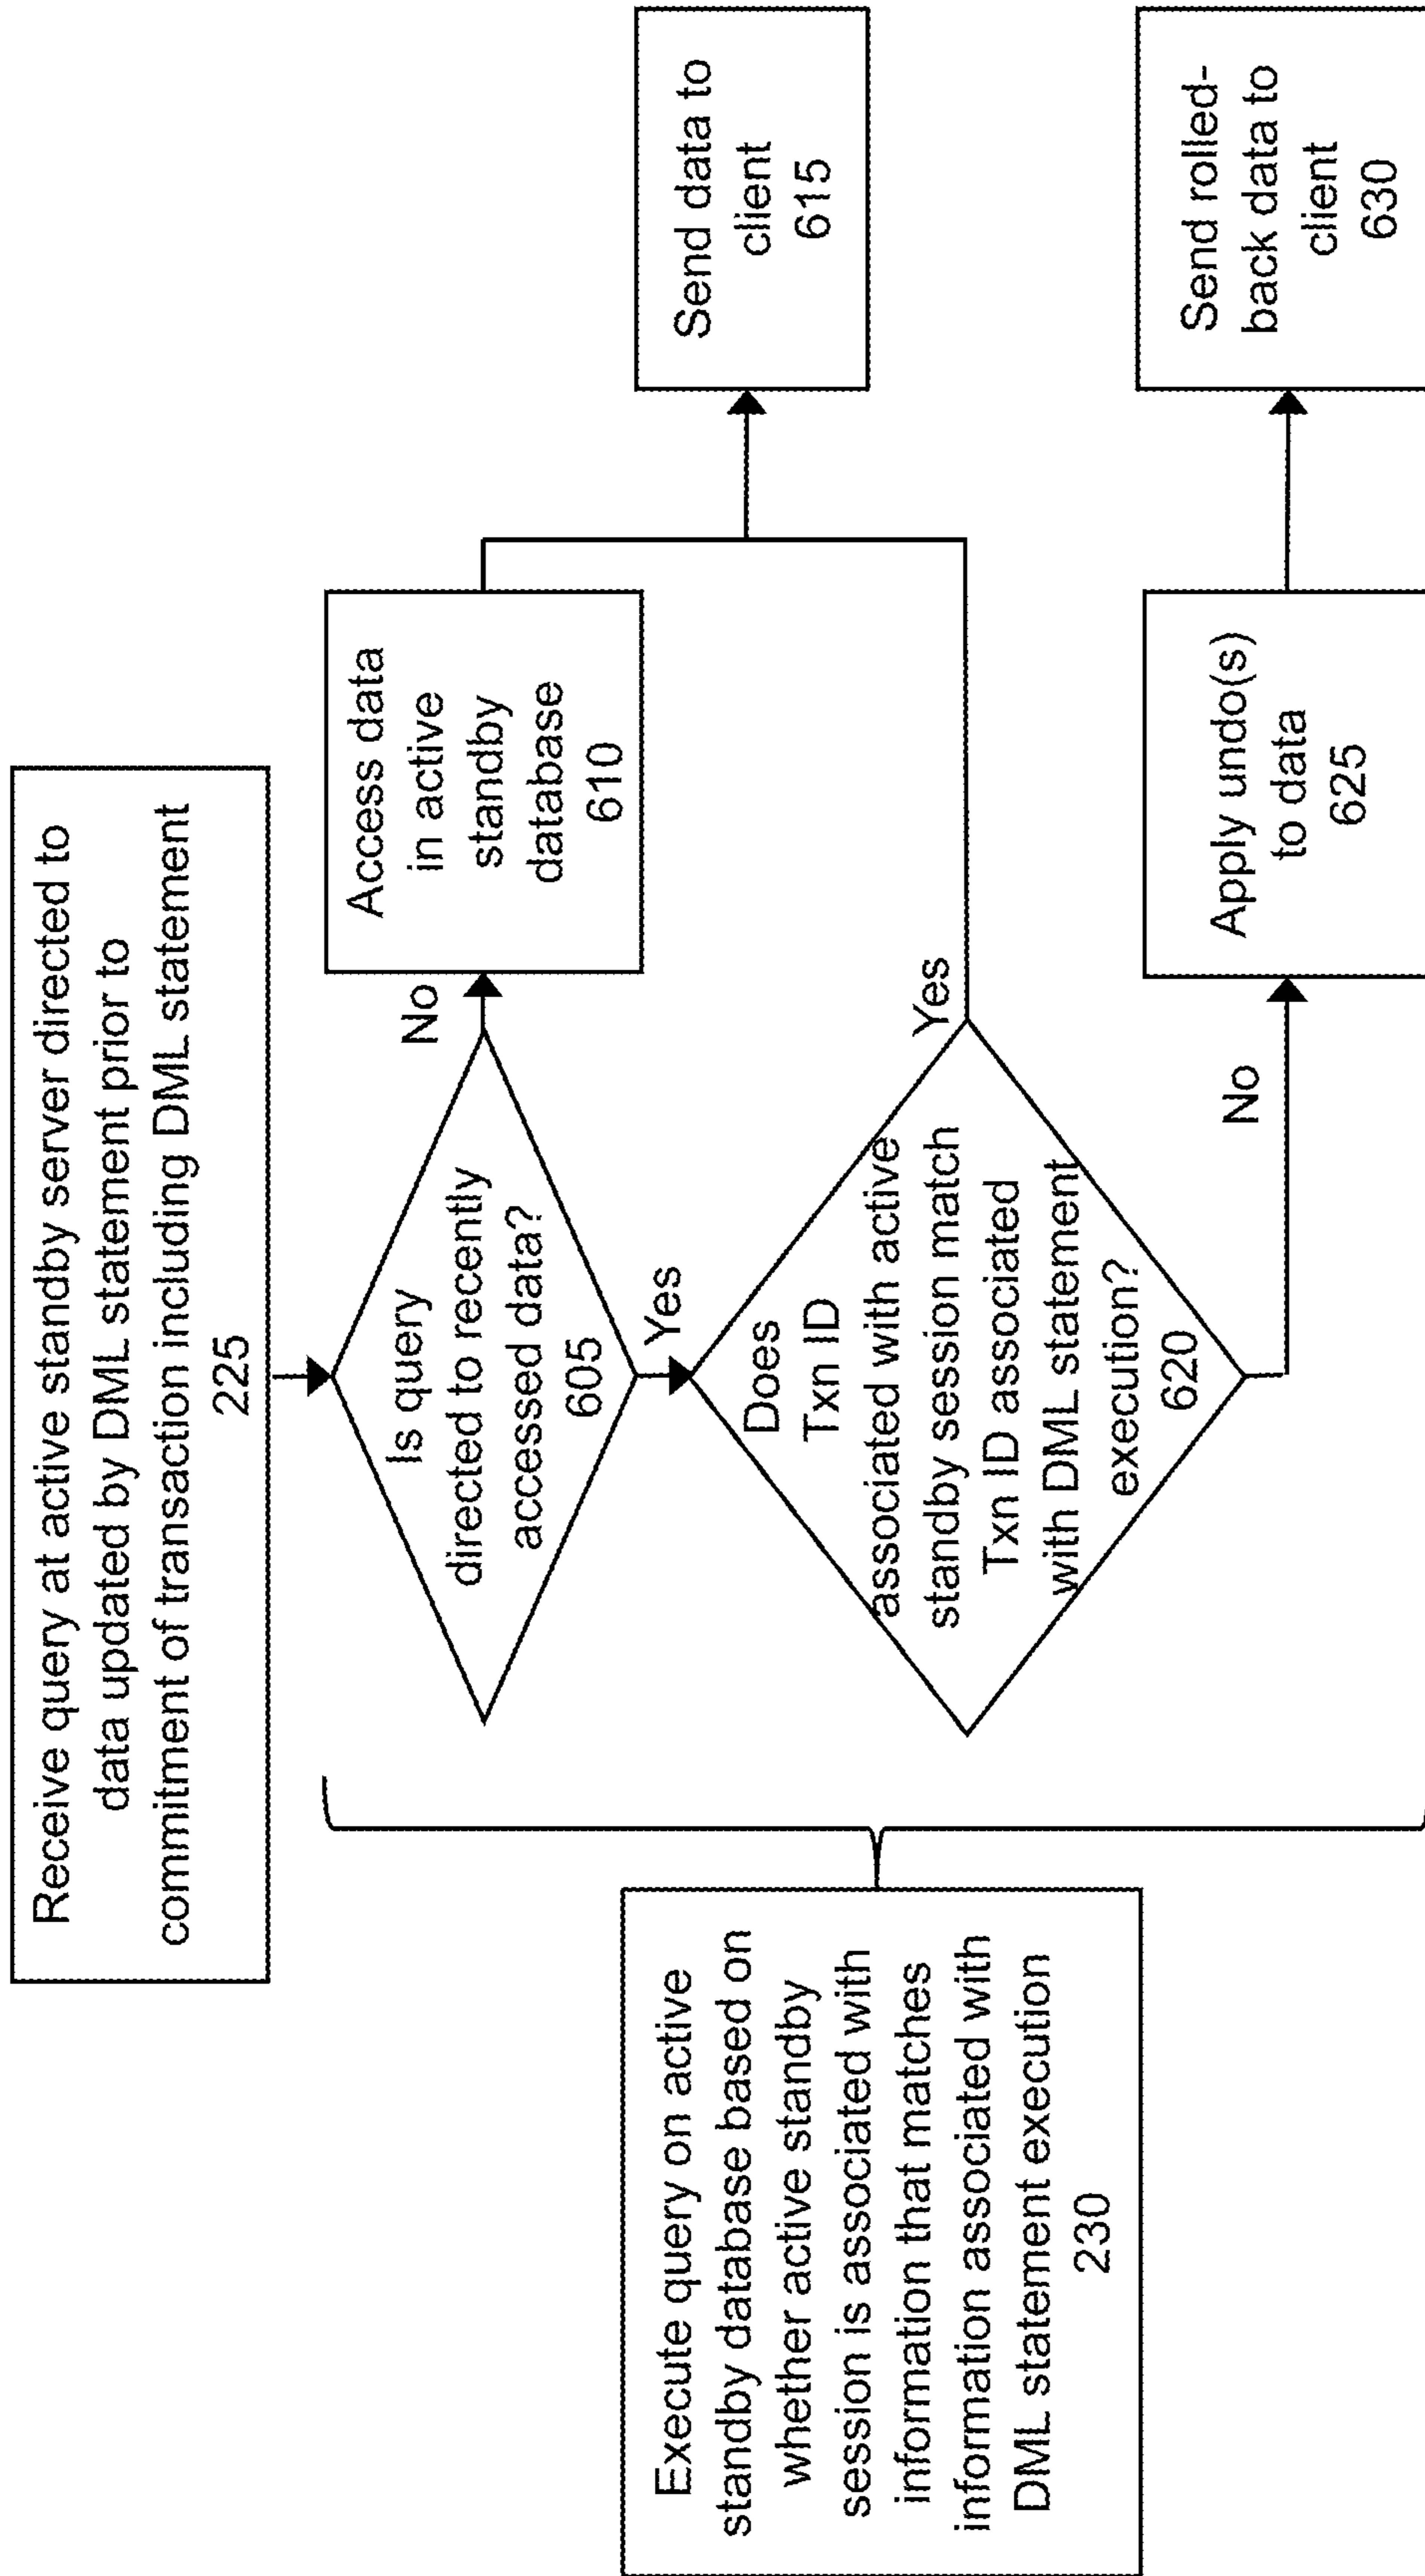 Receive query at active standby server directed to
data updated by DML statement prior to
commitment of transaction including DML statement
225
Execute query on active
standby database based on
whether active standby
session is associated with
information that matches
information associated with
DML statement execution
230
Is query
directed to recently
accessed data?
605
No
Access data
in active
standby
database
610
Send data to
client
615
Yes
Does
Txn ID
associated with active
standby session match
Txn ID associated
with DML statement
execution?
620
Yes
No
Apply undo(s)
to data
625
Send rolled-
back data to
client
630